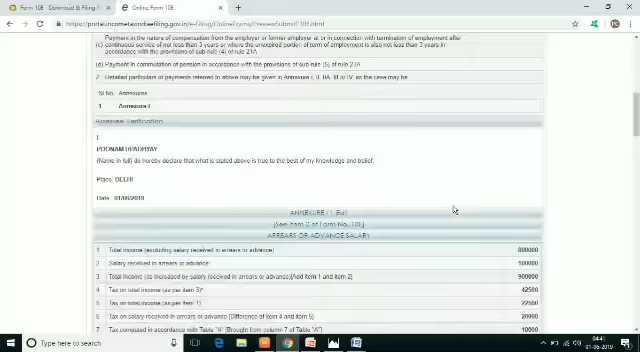 Form 10E - Download & Filing I
Online Forms
https://portal.incometaxindiaefiling.gov.in/e-Filing/OnlineForms/PreviewSubmitF10E.html
Payment in the nature of compensation from the employer or former employer at or in connection with termination of employment after
(c) continuous service of not less than 3 years or where the unexpired portion of term of employment is also not less than 3 years in
accordance with the provisions of sub-rule (4) of rule 21A
(d) Payment in commutation of pension in accordance with the provisions of sub-rule (5) of rule 21A
2. Detailed particulars of payments referred to above may be given in Annexure I, II, IIA, III or IV, as the case may be
Sl No. Annexures
1 Annexure I
Assessee Verification
I,
POONAM UPADHYAY
(Name in full) do hereby declare that what is stated above is true to the best of my knowledge and belief.
Place: DELHI
Date : 01/06/2019
ANNEXURE I [ Edit
[See item 2 of Form No. 10E]
ARREARS OR ADVANCE SALARY
1 Total income (excluding salary received in arrears or advance) 800000
2 Salary received in arrears or advance 100000
3 Total income (as increased by salary received in arrears or advance)[Add item 1 and item 2] 900000
4 Tax on total income (as per item 3)* 42500
5 Tax on total income (as per item 1) 22500
6 Tax on salary received in arrears or advance [Difference of item 4 and item 5] 20000
7 Tax computed in accordance with Table "A" [Brought from column 7 of Table "A"] 10000
Type here to search
04:41
01-06-2019